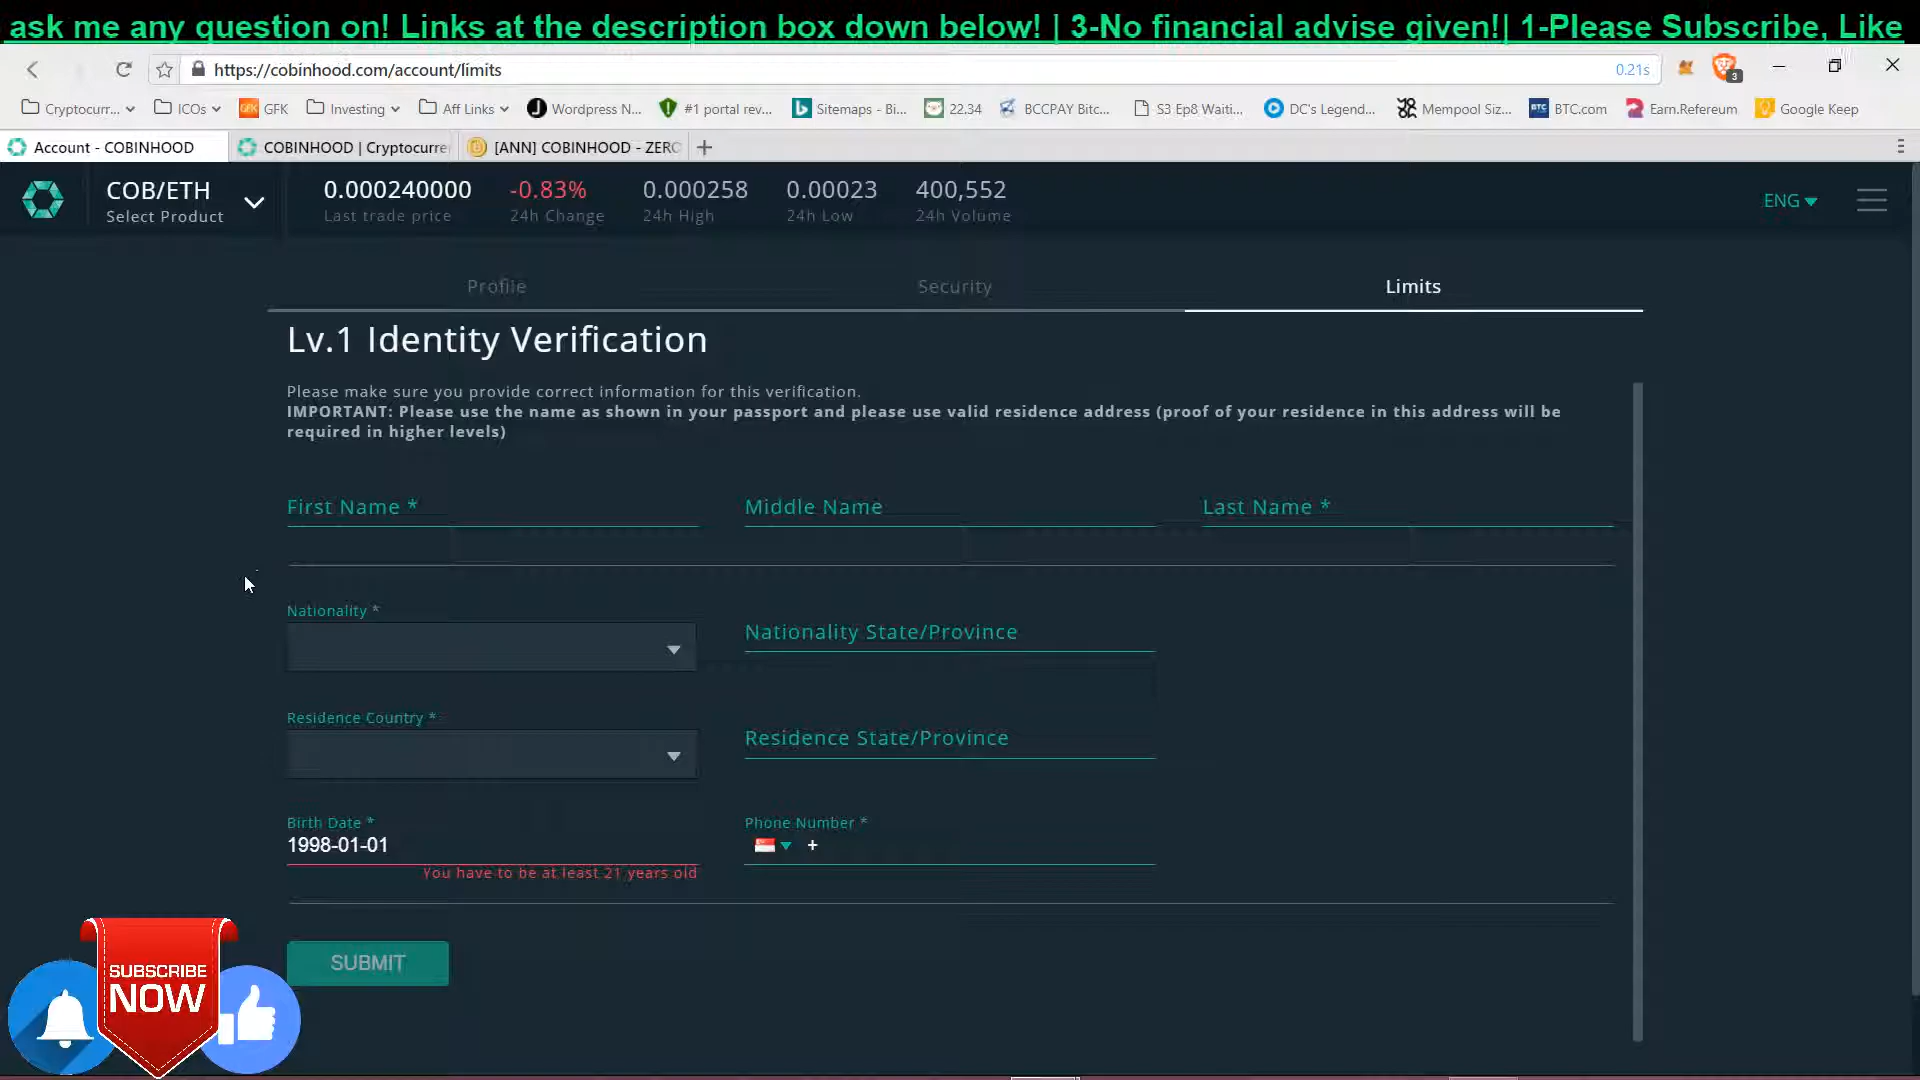 ask me any question on! Links at the description box down below! | 3-No financial advise given!| 1-Please Subscribe, Like
https://cobinhood.com/account/limits
0.21s
3
Cryptocurr...
ICOs
GFK
Investing
Aff Links
Wordpress N...
#1 portal rev...
Sitemaps - Bi...
22.34
BCCPAY Bitc...
S3 Ep8 Waiti...
DC's Legend...
Mempool Siz...
BTC.com
Earn.Refereum
Google Keep
Account - COBINHOOD
COBINHOOD | Cryptocurre
[ANN] COBINHOOD - ZERO
COB/ETH
Select Product
0.000240000
Last trade price
-0.83%
24h Change
0.000258
24h High
0.00023
24h Low
400,552
24h Volume
ENG
Profile
Security
Limits
Lv.1 Identity Verification
Please make sure you provide correct information for this verification.
IMPORTANT: Please use the name as shown in your passport and please use valid residence address (proof of your residence in this address will be
required in higher levels)
First Name *
Middle Name
Last Name *
Nationality *
Nationality State/Province
Residence Country *
Residence State/Province
Birth Date *
1998-01-01
You have to be at least 21 years old
Phone Number *
+
SUBMIT
SUBSCRIBE
NOW